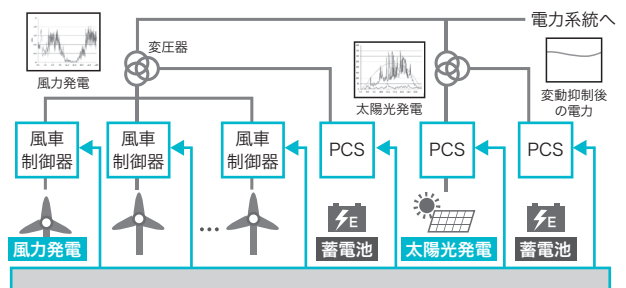 電力系統へ
変圧器
風力発電
太陽光発電
変動抑制後
の電力
風車
制御器
風車
制御器
風車
制御器
PCS
PCS
PCS
...
E
E
風力発電
蓄電池
太陽光発電
蓄電池